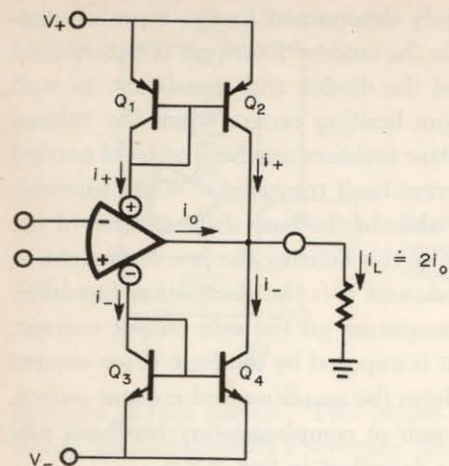 V+
Q1
Q2
i+
i+
+
io
−
+
iL ≐ 2io
−
i−
i−
Q3
Q4
V−